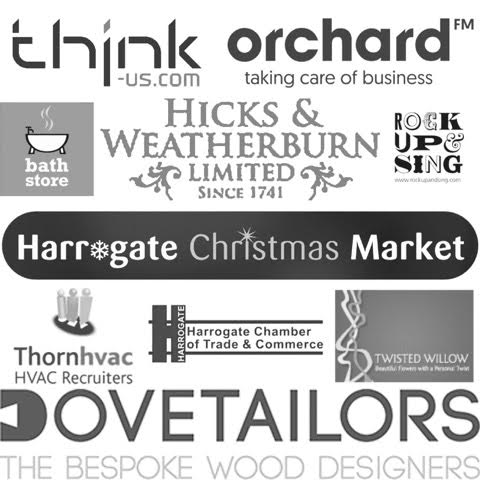 think
-us.com
orchard FM
taking care of business
bath
store
HICKS &
WEATHERBURN
LIMITED
SINCE 1741
ROCK
UP &
SING
www.rockupandsing.com
Harrogate Christmas Market
Thornhvac
HVAC Recruiters
HARROGATE
Harrogate Chamber
of Trade & Commerce
TWISTED WILLOW
Beautiful Flowers with a Personal Twist
DOVETAILORS
THE BESPOKE WOOD DESIGNERS